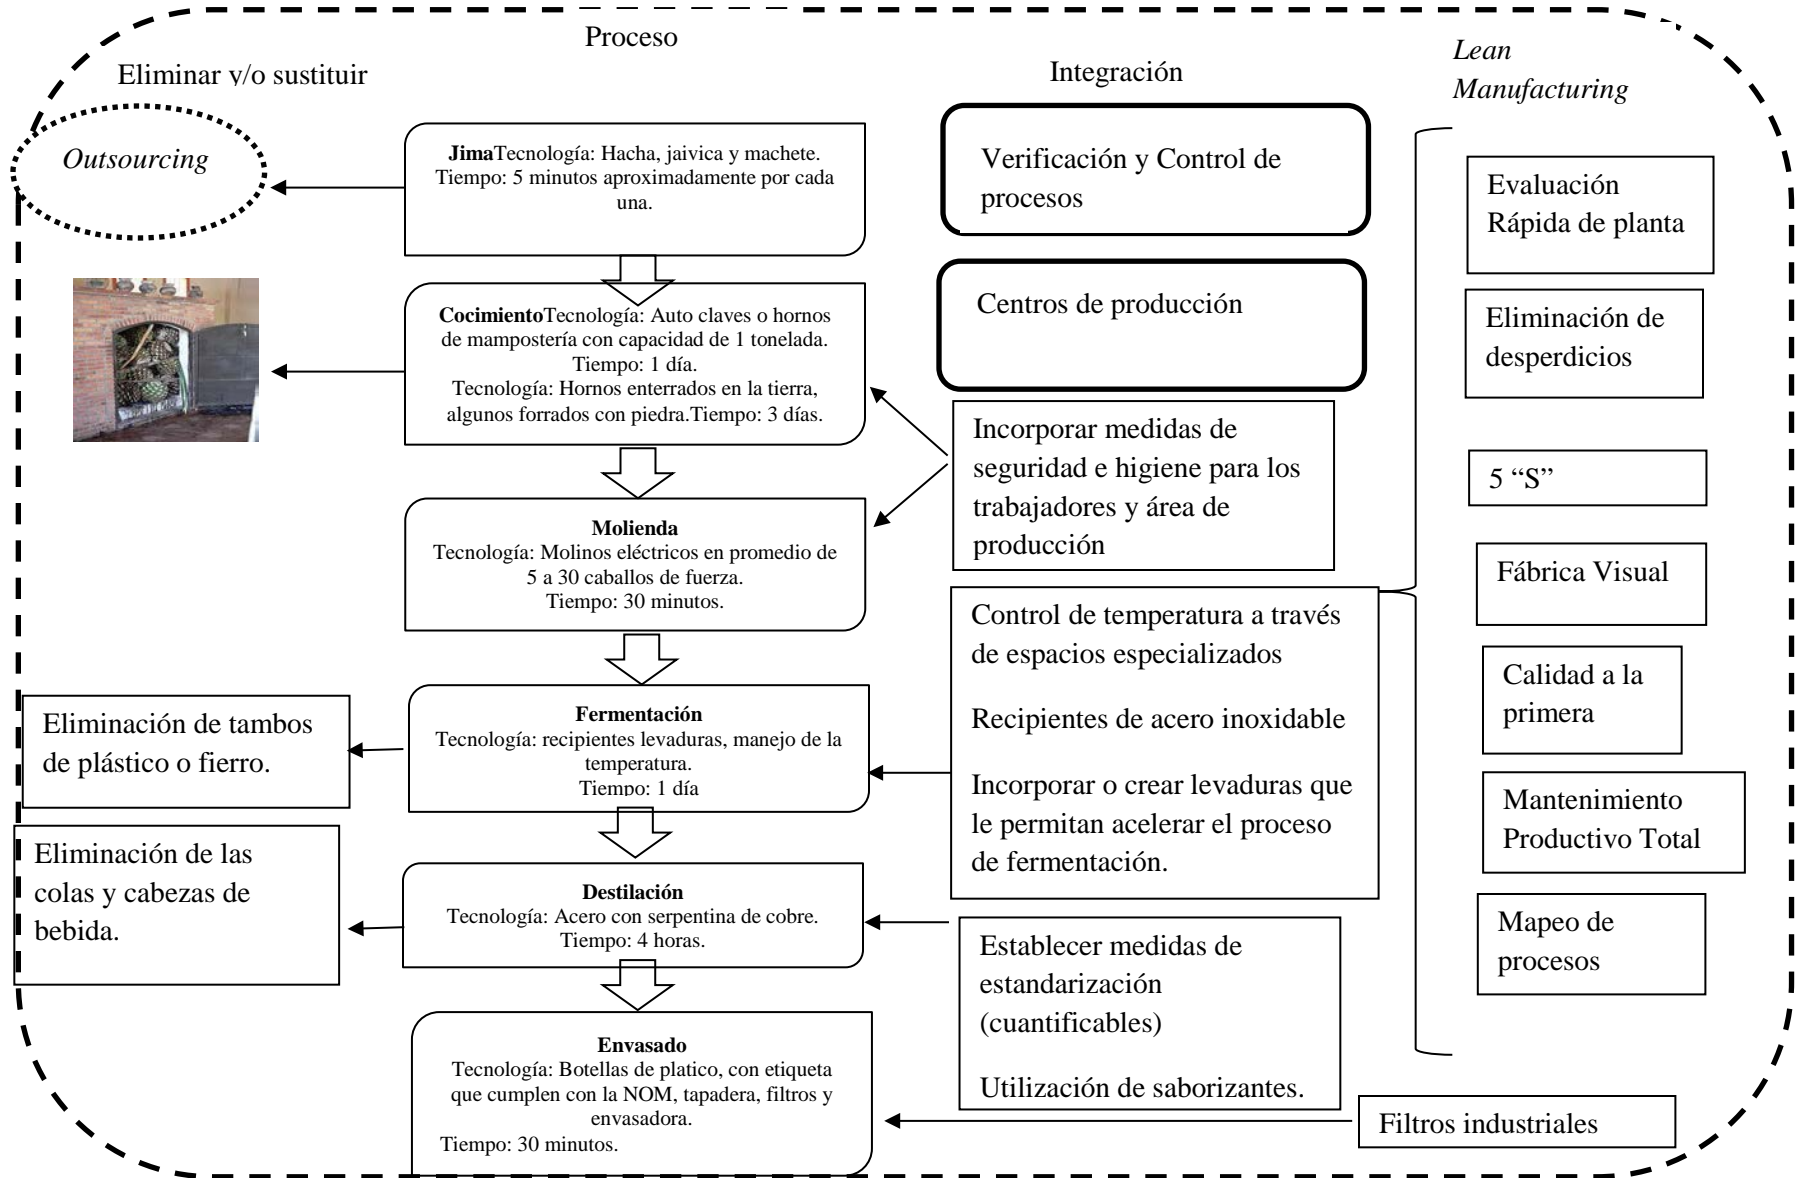 Proceso
Eliminar y/o sustituir
Integración
Lean
Manufacturing
Outsourcing
JimaTecnología: Hacha, jaivica y machete.
Tiempo: 5 minutos aproximadamente por cada
una.
CocimientoTecnología: Auto claves o hornos
de mampostería con capacidad de 1 tonelada.
Tiempo: 1 día.
Tecnología: Hornos enterrados en la tierra,
algunos forrados con piedra.Tiempo: 3 días.
Molienda
Tecnología: Molinos eléctricos en promedio de
5 a 30 caballos de fuerza.
Tiempo: 30 minutos.
Eliminación de tambos
de plástico o fierro.
Fermentación
Tecnología: recipientes levaduras, manejo de la
temperatura.
Tiempo: 1 día
Eliminación de las
colas y cabezas de
bebida.
Destilación
Tecnología: Acero con serpentina de cobre.
Tiempo: 4 horas.
Envasado
Tecnología: Botellas de platico, con etiqueta
que cumplen con la NOM, tapadera, filtros y
envasadora.
Tiempo: 30 minutos.
Verificación y Control de
procesos
Centros de producción
Incorporar medidas de
seguridad e higiene para los
trabajadores y área de
producción
Control de temperatura a través
de espacios especializados
Recipientes de acero inoxidable
Incorporar o crear levaduras que
le permitan acelerar el proceso
de fermentación.
Establecer medidas de
estandarización
(cuantificables)
Utilización de saborizantes.
Filtros industriales
Evaluación
Rápida de planta
Eliminación de
desperdicios
5 “S”
Fábrica Visual
Calidad a la
primera
Mantenimiento
Productivo Total
Mapeo de
procesos